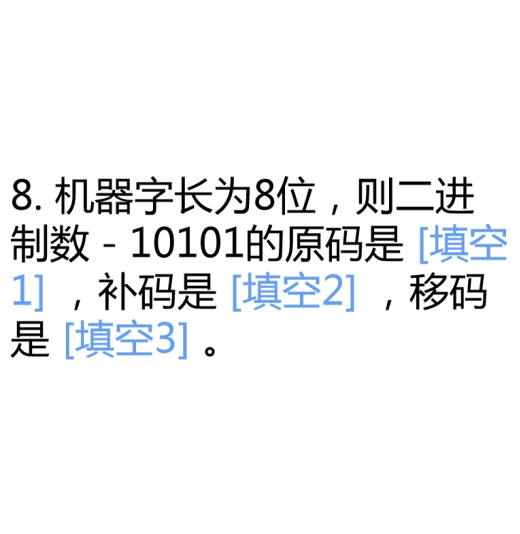 8. 机器字长为8位，则二进
制数－10101的原码是 [填空
1] ，补码是 [填空2] ，移码
是 [填空3] 。